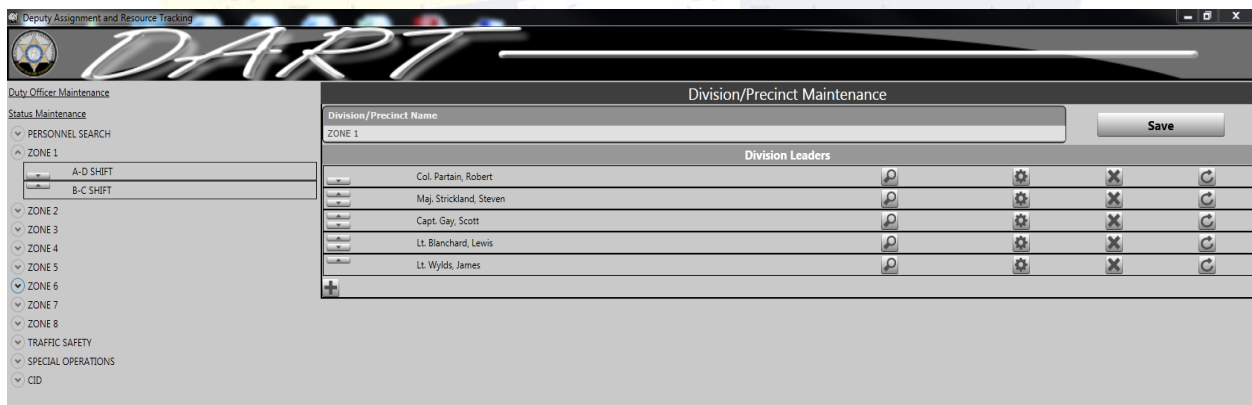 Deputy Assignment and Resource Tracking
DART
Duty Officer Maintenance
Status Maintenance
PERSONNEL SEARCH
ZONE 1
A-D SHIFT
B-C SHIFT
ZONE 2
ZONE 3
ZONE 4
ZONE 5
ZONE 6
ZONE 7
ZONE 8
TRAFFIC SAFETY
SPECIAL OPERATIONS
CID
Division/Precinct Maintenance
Division/Precinct Name
ZONE 1
Save
Division Leaders
Col. Partain, Robert
Maj. Strickland, Steven
Capt. Gay, Scott
Lt. Blanchard, Lewis
Lt. Wylds, James